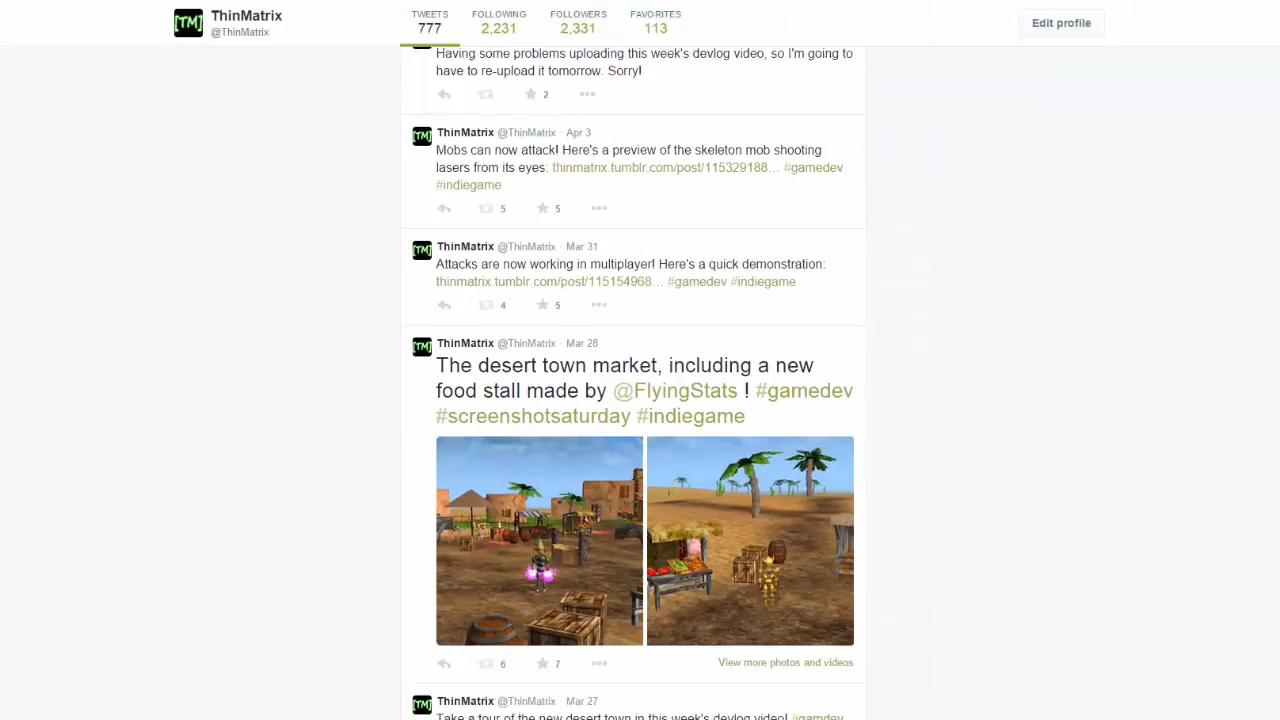 ThinMatrix
@ThinMatrix
TWEETS
777
FOLLOWING
2,231
FOLLOWERS
2,331
FAVORITES
113
Edit profile
Having some problems uploading this week's devlog video, so I'm going to
have to re-upload it tomorrow. Sorry!
2
ThinMatrix @ThinMatrix · Apr 3
Mobs can now attack! Here's a preview of the skeleton mob shooting
lasers from its eyes: thinmatrix.tumblr.com/post/115329188... #gamedev
#indiegame
5 5
ThinMatrix @ThinMatrix · Mar 31
Attacks are now working in multiplayer! Here's a quick demonstration:
thinmatrix.tumblr.com/post/115154968... #gamedev #indiegame
4 5
ThinMatrix @ThinMatrix · Mar 28
The desert town market, including a new
food stall made by @FlyingStats ! #gamedev
#screenshotsaturday #indiegame
6 7
View more photos and videos
ThinMatrix @ThinMatrix · Mar 27
Take a tour of the new desert town in this week's devlog video! #gamdev